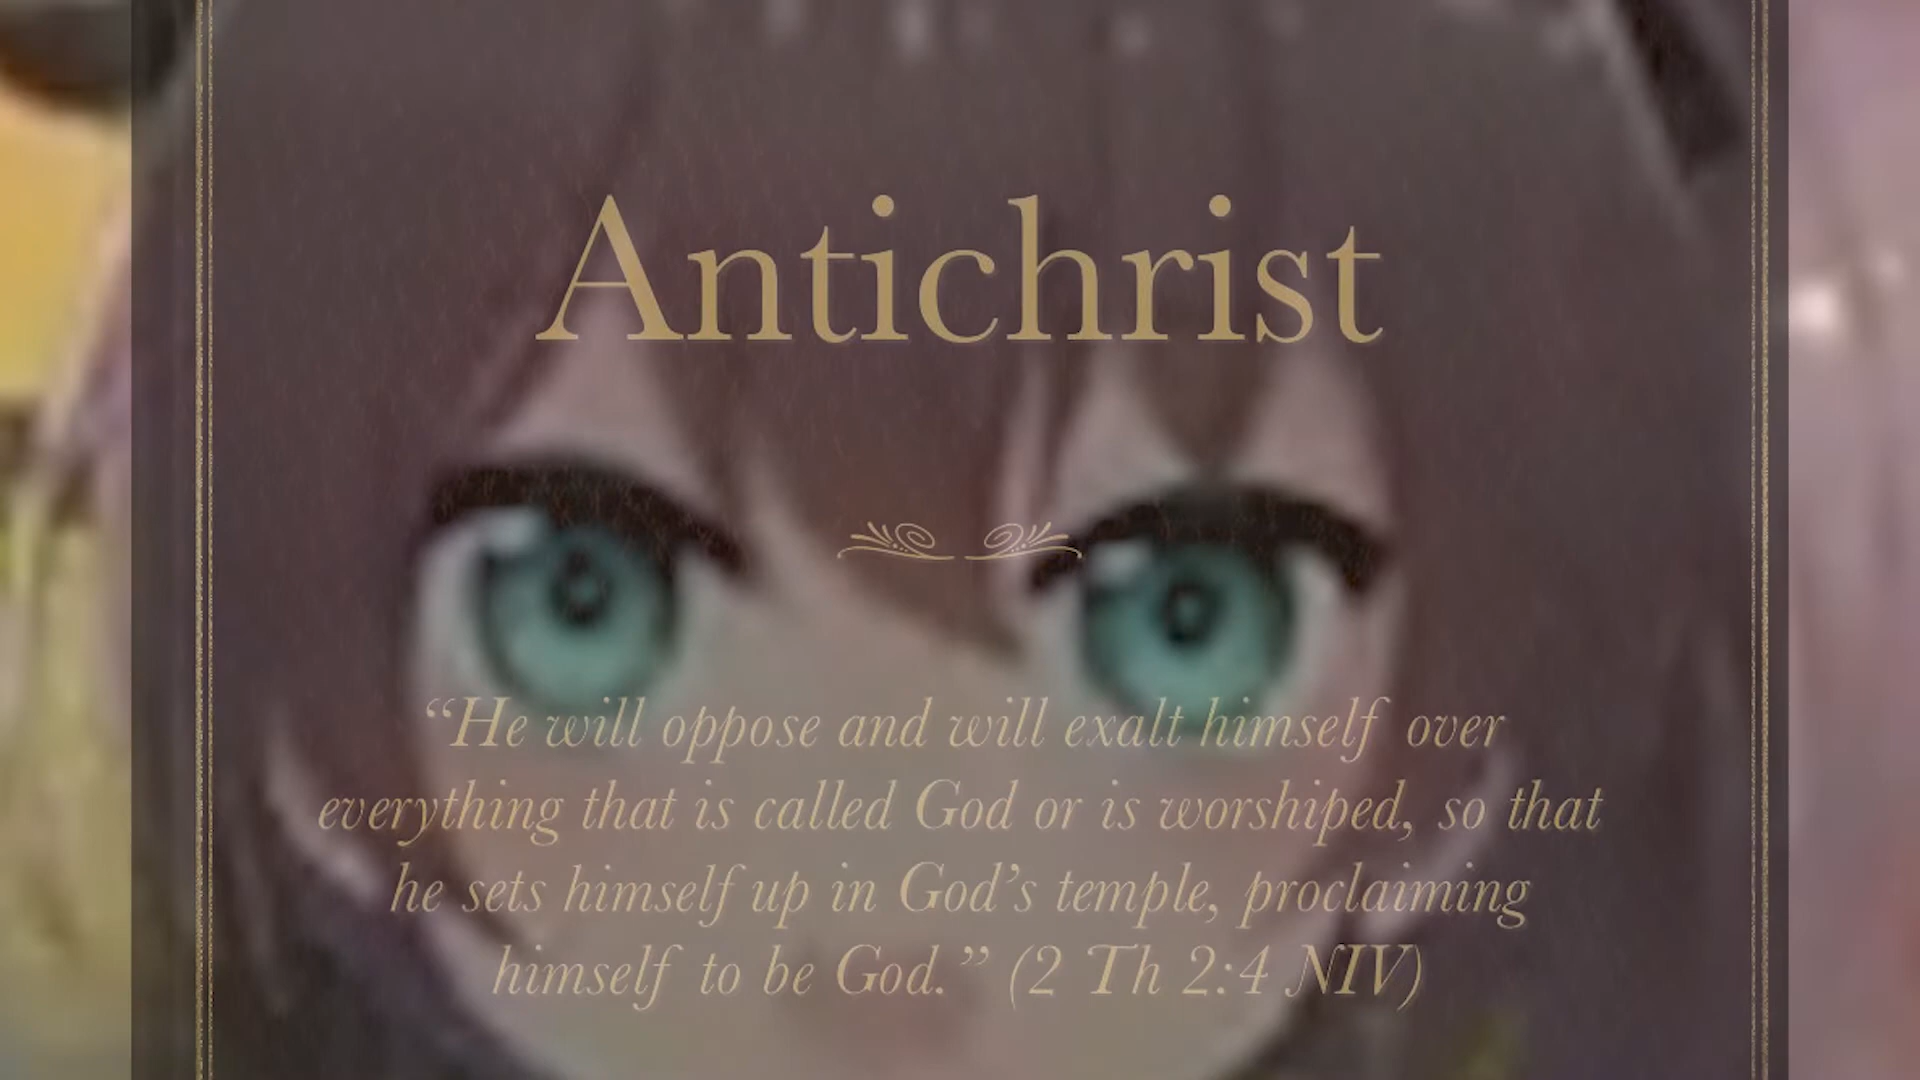 Antichrist
“He will oppose and will exalt himself over
everything that is called God or is worshiped, so that
he sets himself up in God’s temple, proclaiming
himself to be God.” (2 Th 2:4 NIV)